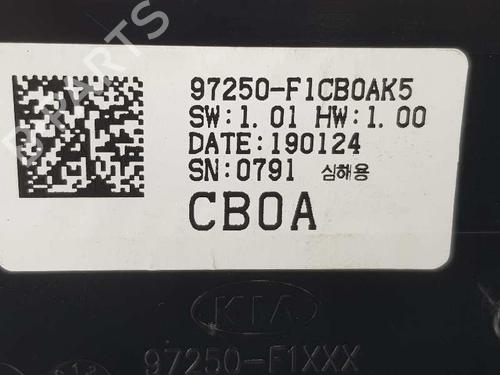 97250-F1CB0AK5
SW:1.01 HW:1.00
DATE:190124
SN:0791 심해용
CB0A
KIA
97250-F1XXX